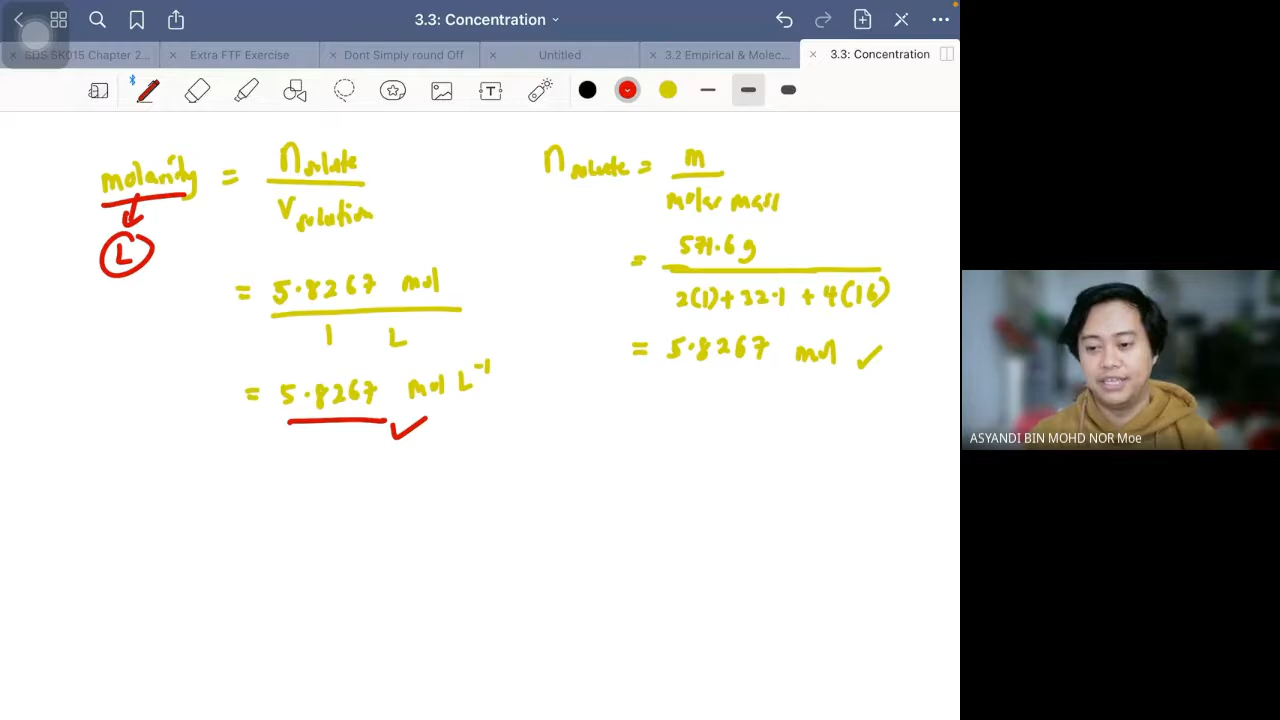 3.3: Concentration
SDS SK015 Chapter 2...
Extra FTF Exercise
Dont Simply round Off
Untitled
3.2 Empirical & Molec...
3.3: Concentration
T
molarity = n solute / V solution
L
= 5.8267 mol / 1 L
= 5.8267 mol L⁻¹
n solute = m / molar mass
= 571.6 g / 2(1)+32.1+4(16)
= 5.8267 mol ✓
ASYANDI BIN MOHD NOR Moe